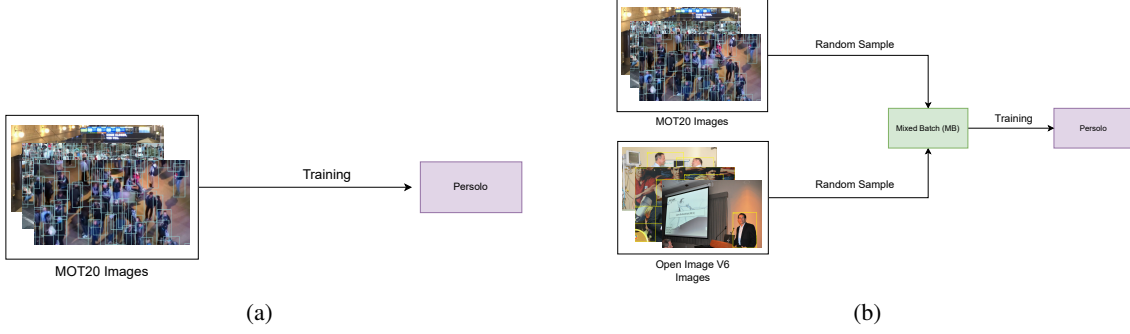 MOT20 Images
Training
Persolo
(a)
MOT20 Images
Random Sample
Mixed Batch (MB)
Training
Persolo
Random Sample
Open Image V6
Images
(b)